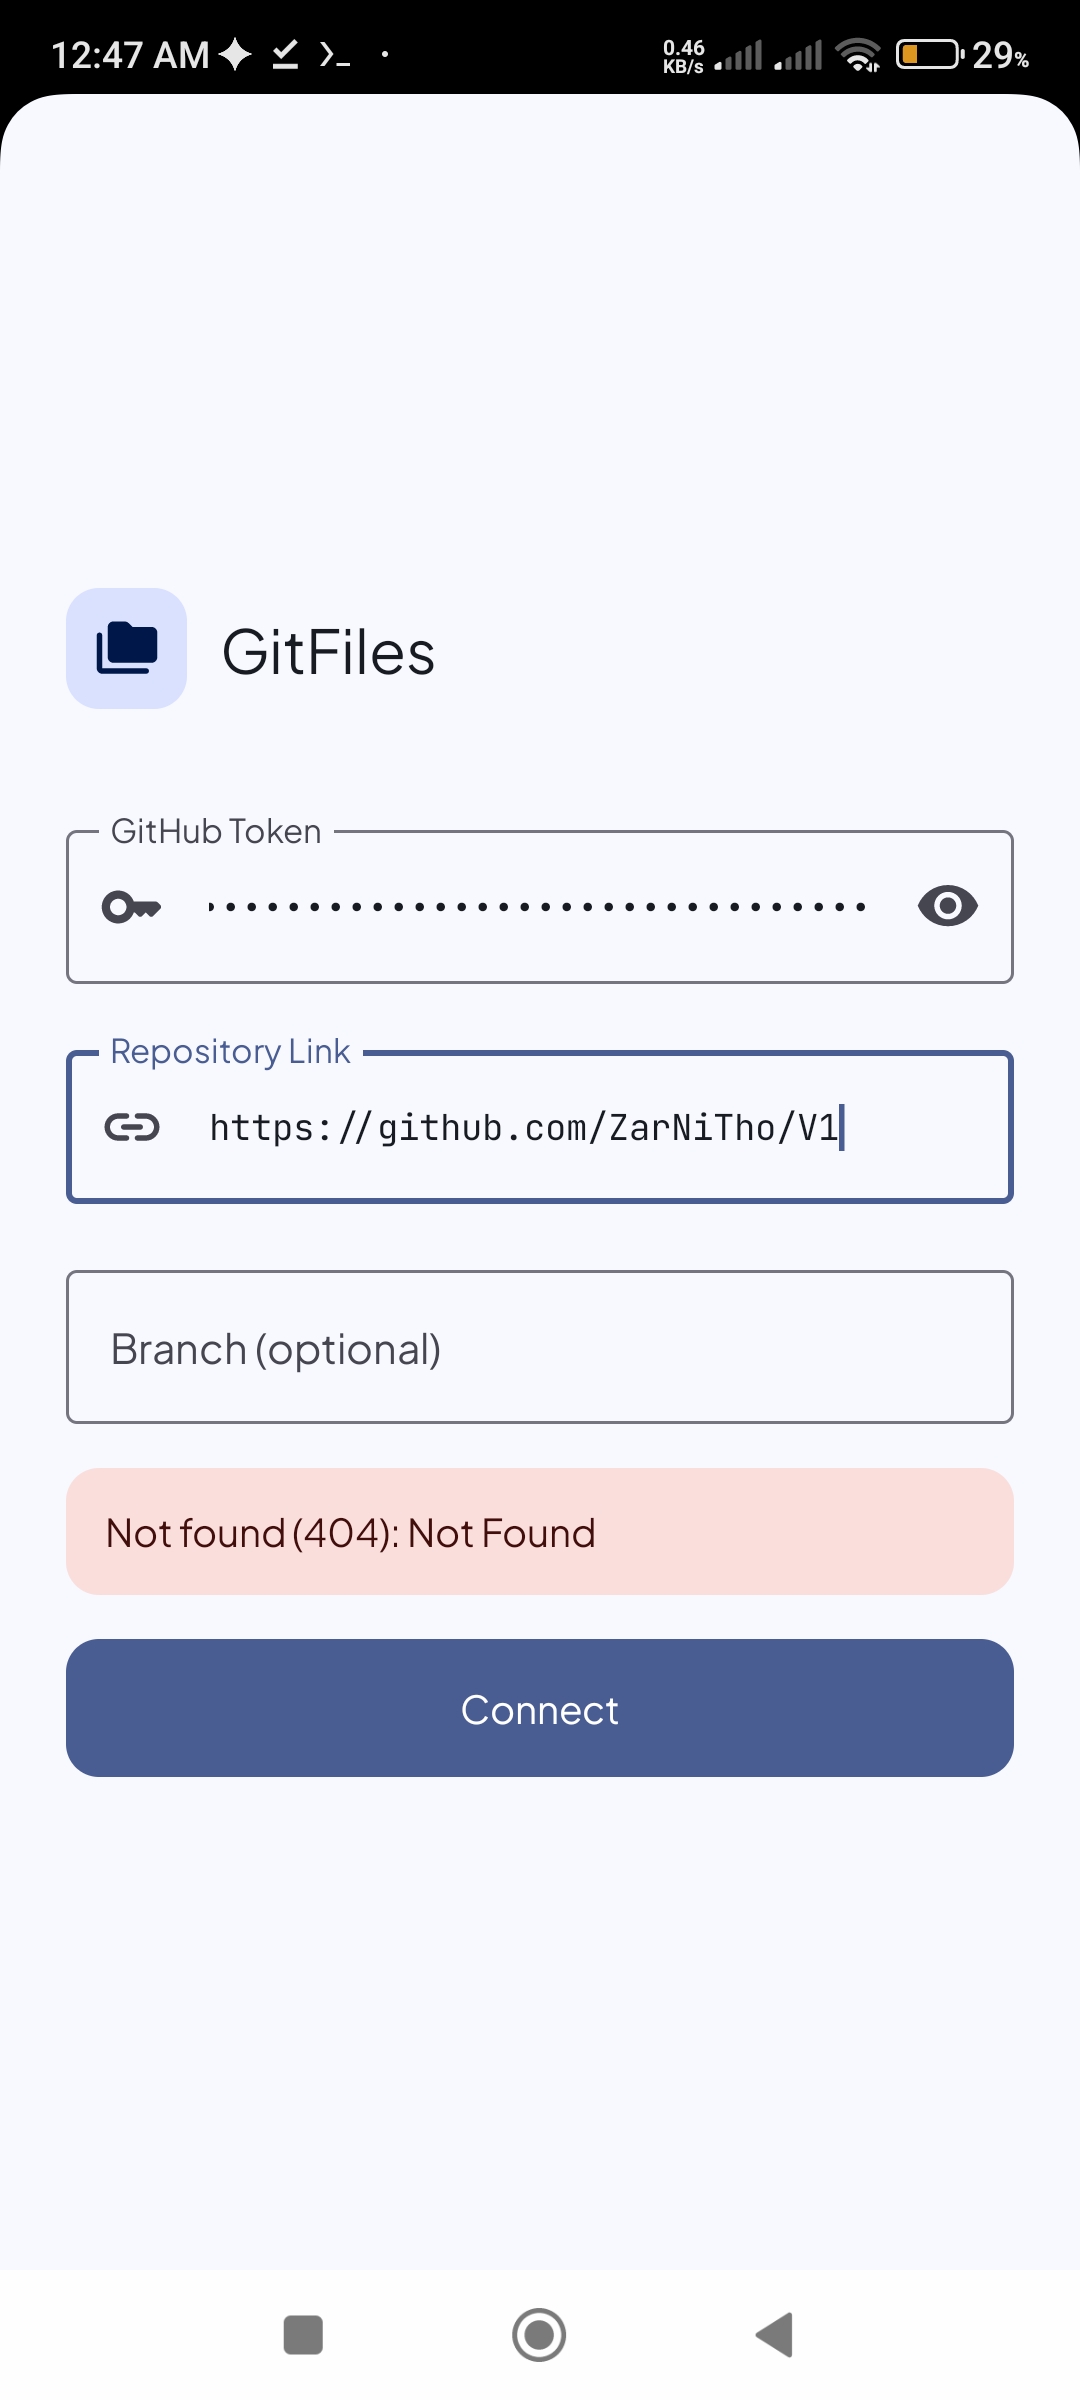 12:47 AM
0.46
KB/s
29%
GitFiles
GitHub Token
Repository Link
https://github.com/ZarNiTho/V1
Branch (optional)
Not found (404): Not Found
Connect